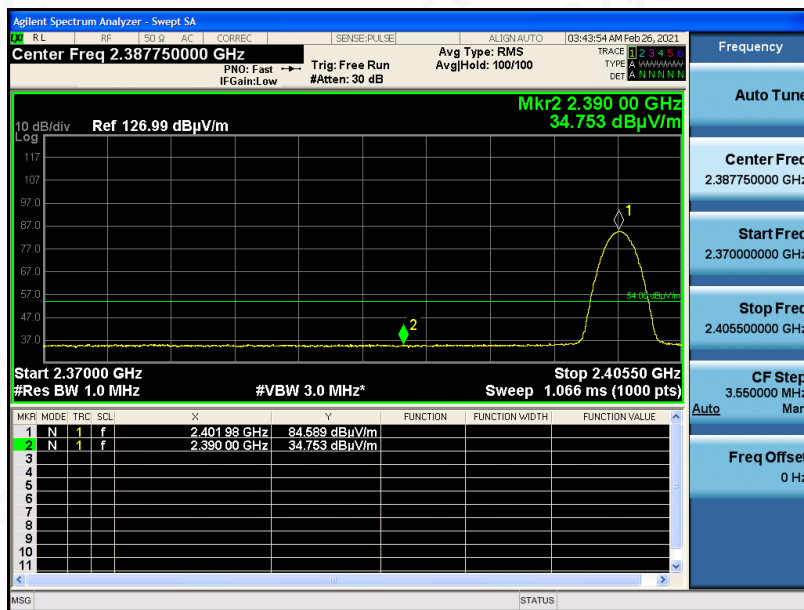 Agilent Spectrum Analyzer - Swept SA
LXI RL RF 50 Ω AC CORREC SENSE:PULSE ALIGN AUTO 03:43:54 AM Feb 26, 2021
Center Freq 2.387750000 GHz
PNO: Fast
IFGain:Low
Trig: Free Run
#Atten: 30 dB
Avg Type: RMS
Avg|Hold: 100/100
TRACE 1 2 3 4 5 6
TYPE A WWWWW
DET A N N N N N
Mkr2 2.390 00 GHz
34.753 dBµV/m
10 dB/div Ref 126.99 dBµV/m
Log
117
107
97.0
87.0
77.0
67.0
57.0
47.0
37.0
1
54.00 dBµV/m
2
Start 2.37000 GHz Stop 2.40550 GHz
#Res BW 1.0 MHz #VBW 3.0 MHz* Sweep 1.066 ms (1000 pts)
MKR MODE TRC SCL X Y FUNCTION FUNCTION WIDTH FUNCTION VALUE
1 N 1 f 2.401 98 GHz 84.589 dBµV/m
2 N 1 f 2.390 00 GHz 34.753 dBµV/m
3
4
5
6
7
8
9
10
11
MSG STATUS
Frequency
Auto Tune
Center Freq
2.387750000 GHz
Start Freq
2.370000000 GHz
Stop Freq
2.405500000 GHz
CF Step
3.550000 MHz
Auto Man
Freq Offset
0 Hz